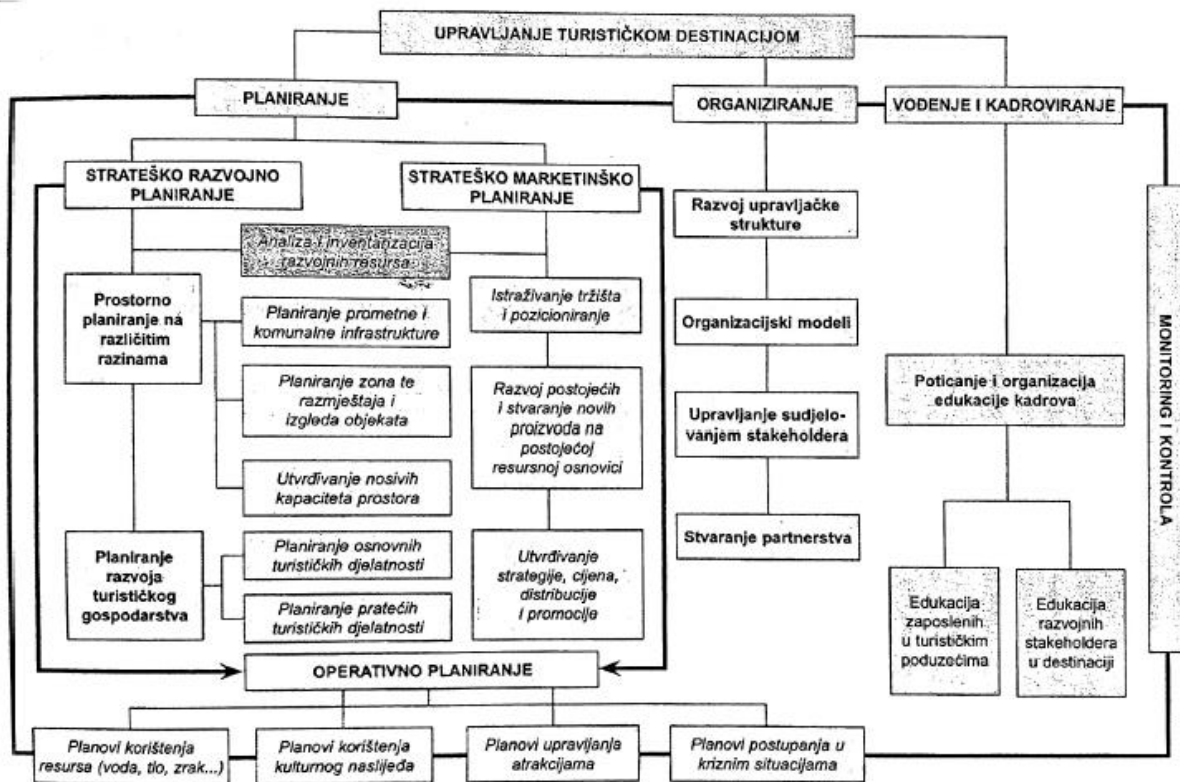 UPRAVLJANJE TURISTIČKOM DESTINACIJOM
PLANIRANJE
ORGANIZIRANJE
VOĐENJE I KADROVIRANJE
STRATEŠKO RAZVOJNO
PLANIRANJE
STRATEŠKO MARKETINŠKO
PLANIRANJE
Analiza i inventarizacija
razvojnih resursa
Prostorno
planiranje na
različitim
razinama
Planiranje prometne i
komunalne infrastrukture
Planiranje zona te
razmještaja i
izgleda objekata
Utvrđivanje nosivih
kapaciteta prostora
Planiranje
razvoja
turističkog
gospodarstva
Planiranje osnovnih
turističkih djelatnosti
Planiranje pratećih
turističkih djelatnosti
Istraživanje tržišta
i pozicioniranje
Razvoj postojećih
i stvaranje novih
proizvoda na
postojećoj
resursnoj osnovici
Utvrđivanje
strategije, cijena,
distribucije
i promocije
Razvoj upravljačke
strukture
Organizacijski modeli
Upravljanje sudjelo-
vanjem stakeholdera
Stvaranje partnerstva
Poticanje i organizacija
edukacije kadrova
Edukacija
zaposlenih
u turističkim
poduzećima
Edukacija
razvojnih
stakeholdera
u destinaciji
MONITORING I KONTROLA
OPERATIVNO PLANIRANJE
Planovi korištenja
resursa (voda, tlo, zrak...)
Planovi korištenja
kulturnog naslijeđa
Planovi upravljanja
atrakcijama
Planovi postupanja u
kriznim situacijama